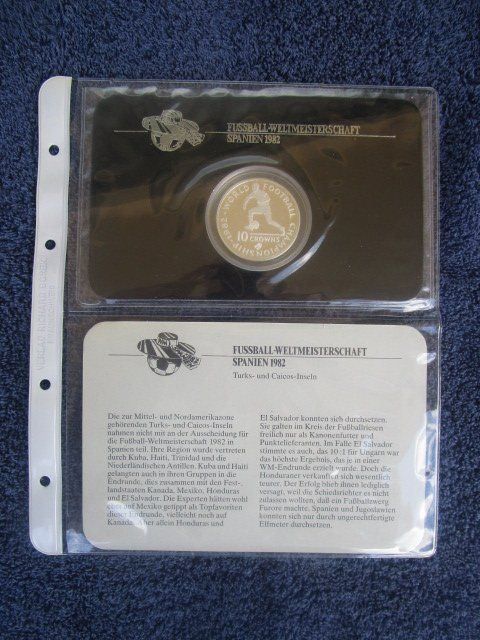 FUSSBALL-WELTMEISTERSCHAFT
SPANIEN 1982
WORLD FOOTBALL CHAMPIONSHIP · 1982 ·
10 CROWNS
FUSSBALL-WELTMEISTERSCHAFT
SPANIEN 1982
Turks- und Caicos-Inseln
Die zur Mittel- und Nordamerikazone
gehörenden Turks- und Caicos-Inseln
nahmen nicht mit an der Ausscheidung für
die Fußball-Weltmeisterschaft 1982 in
Spanien teil. Ihre Region wurde vertreten
durch Kuba, Haiti, Trinidad und die
Niederländischen Antillen. Kuba und Haiti
gelangten auch in ihren Gruppen in die
Endrunde, dies zusammen mit den Fest-
landstaaten Kanada, Mexiko, Honduras
und El Salvador. Die Experten hätten wohl
eher auf Mexiko getippt als Topfavoriten
dieser Endrunde, vielleicht noch auf
Kanada. Aber allein Honduras und
El Salvador konnten sich durchsetzen.
Sie galten im Kreis der Fußballriesen
freilich nur als Kanonenfutter und
Punktelieferanten. Im Falle El Salvador
stimmte es auch, das 10:1 für Ungarn war
das höchste Ergebnis, das je in einer
WM-Endrunde erzielt wurde. Doch die
Honduraner verkauften sich wesentlich
teurer. Der Erfolg blieb ihnen lediglich
versagt, weil die Schiedsrichter es nicht
zulassen wollten, daß ein Fußballzwerg
Furore machte. Spanien und Jugoslawien
konnten sich nur durch ungerechtfertigte
Elfmeter durchsetzen.